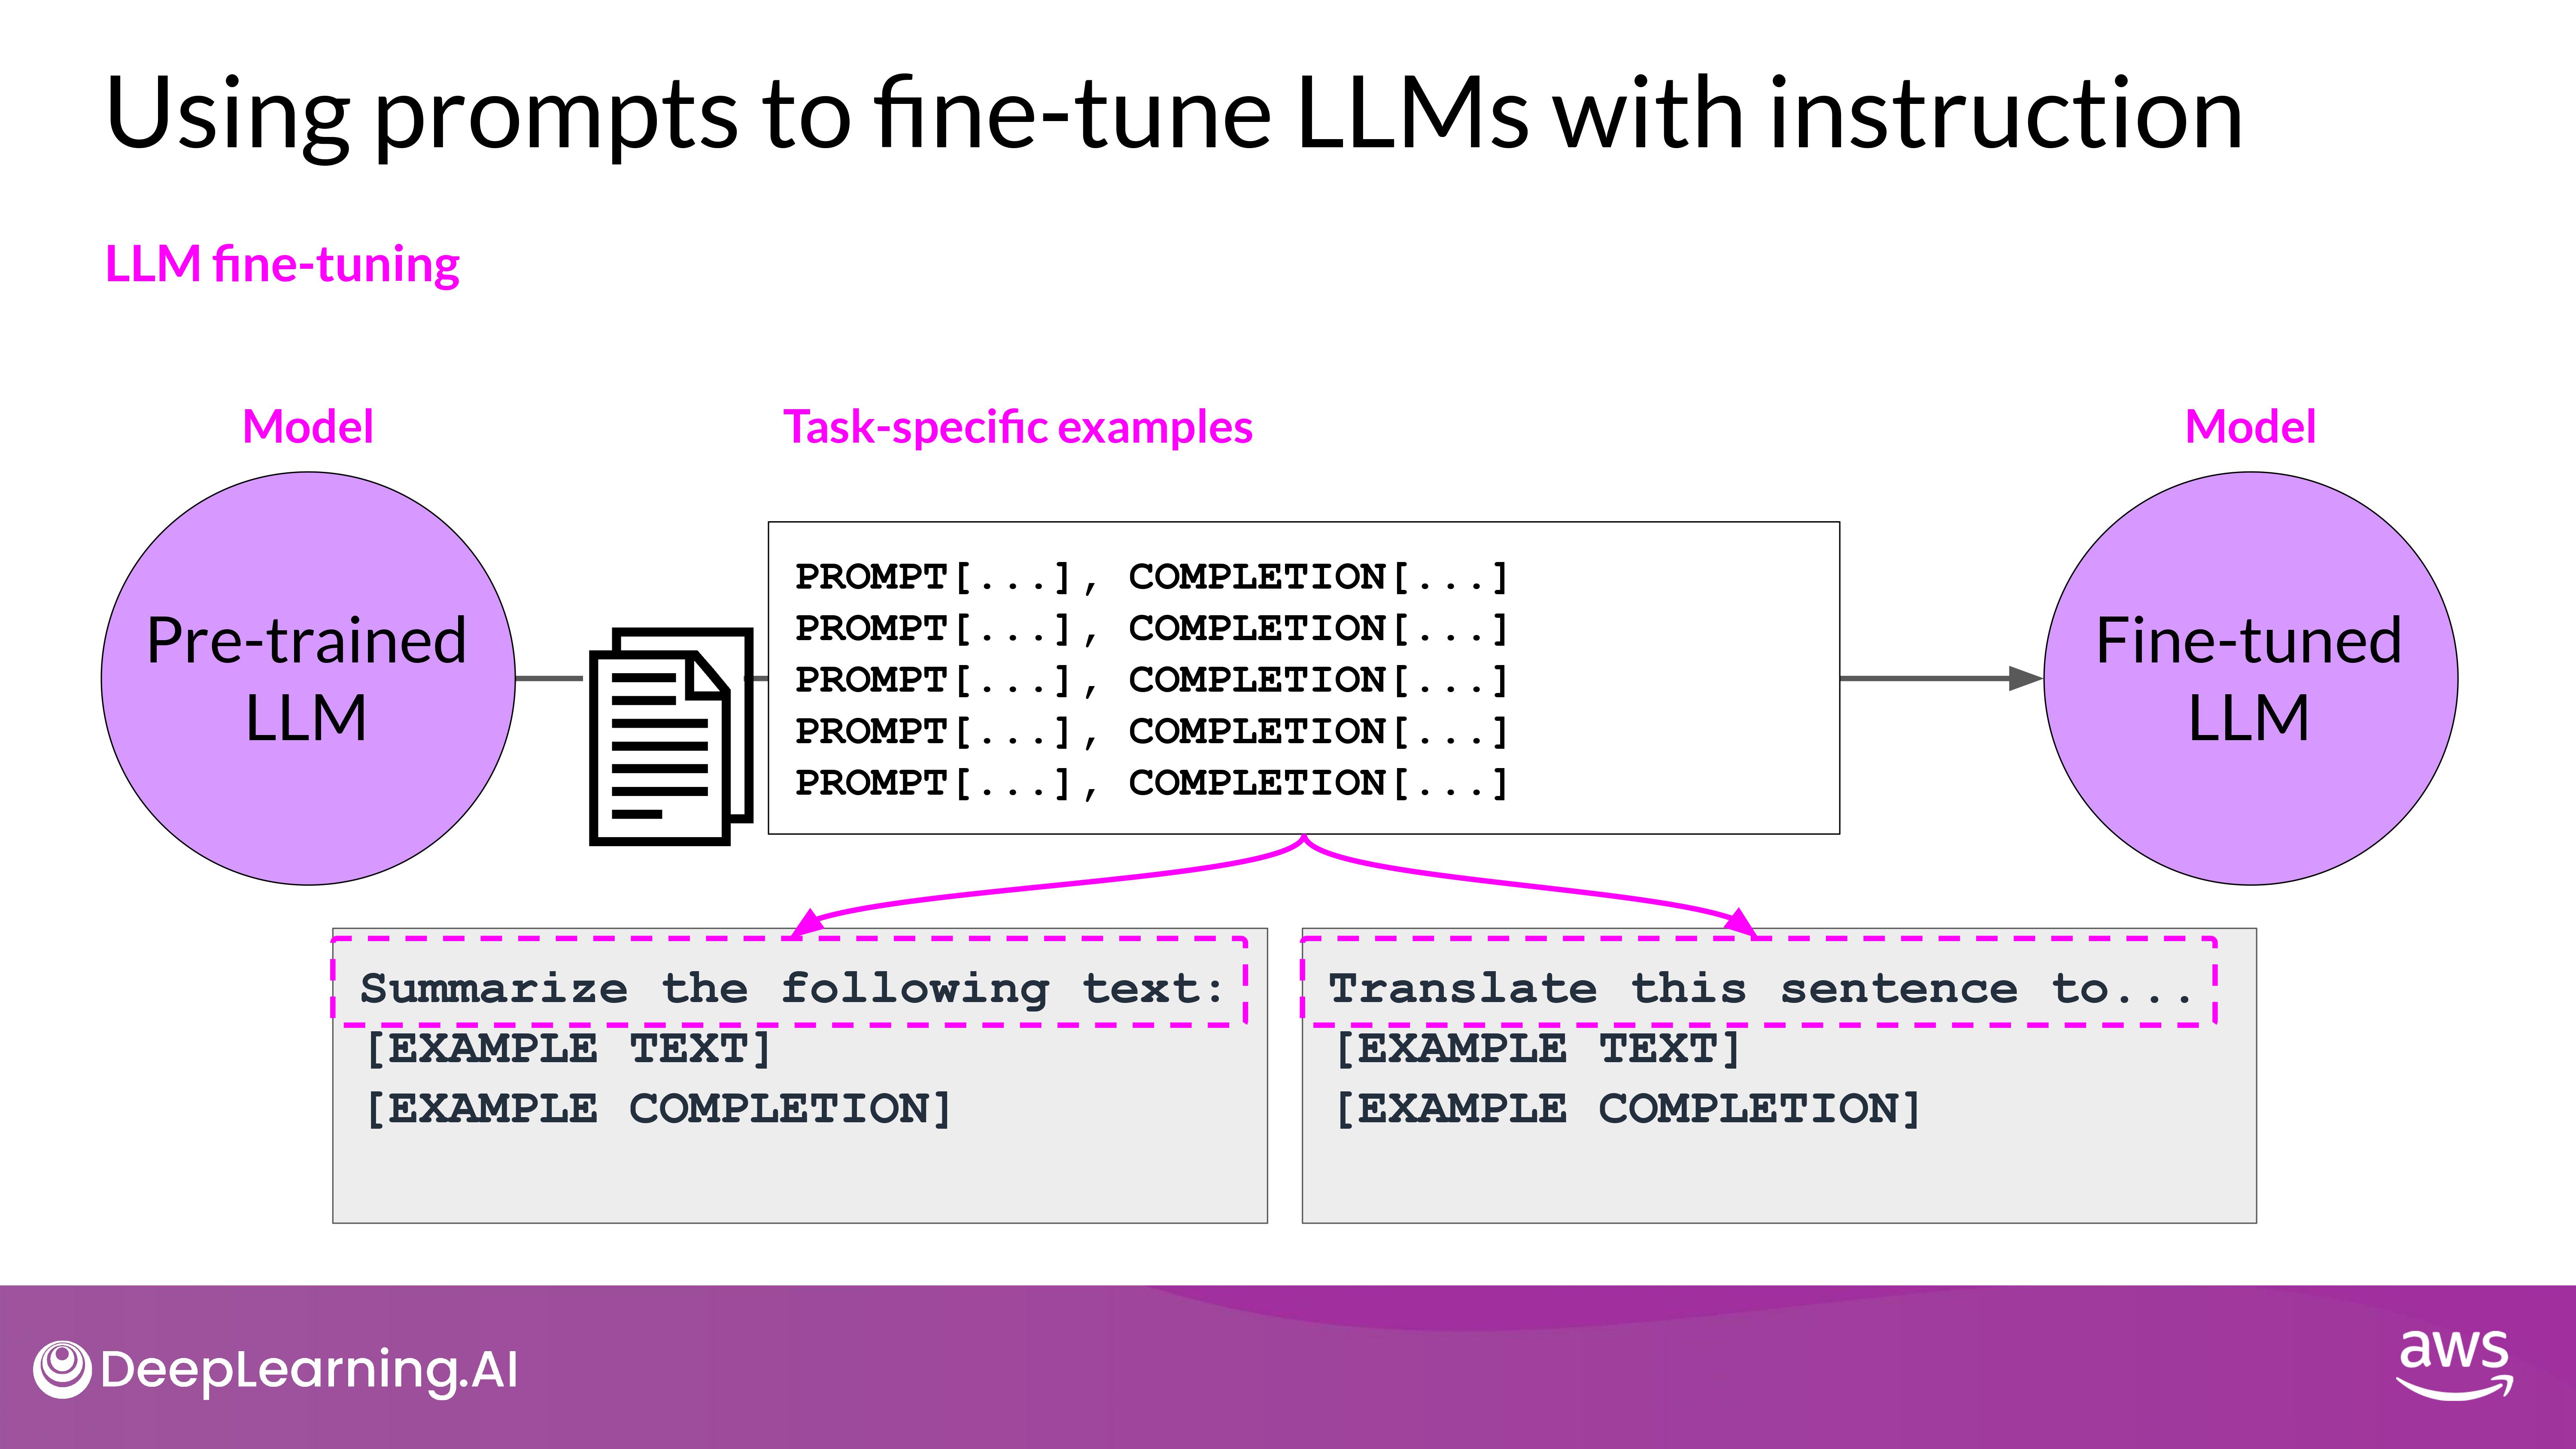 Using prompts to fine-tune LLMs with instruction
LLM fine-tuning
Model
Task-specific examples
Model
Pre-trained
LLM
PROMPT[...], COMPLETION[...]
PROMPT[...], COMPLETION[...]
PROMPT[...], COMPLETION[...]
PROMPT[...], COMPLETION[...]
PROMPT[...], COMPLETION[...]
Fine-tuned
LLM
Summarize the following text:
[EXAMPLE TEXT]
[EXAMPLE COMPLETION]
Translate this sentence to...
[EXAMPLE TEXT]
[EXAMPLE COMPLETION]
DeepLearning.AI
aws